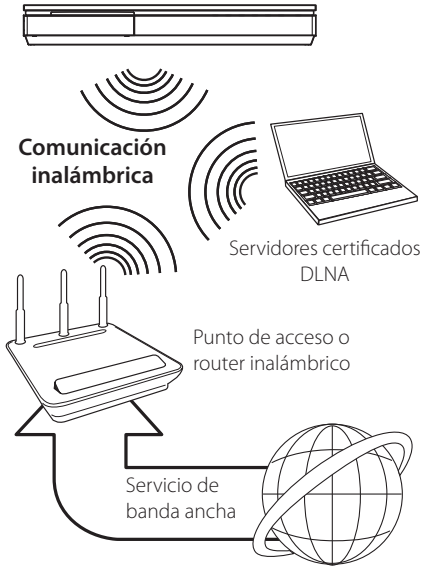 Comunicación
inalámbrica
Servidores certificados
DLNA
Punto de acceso o
router inalámbrico
Servicio de
banda ancha